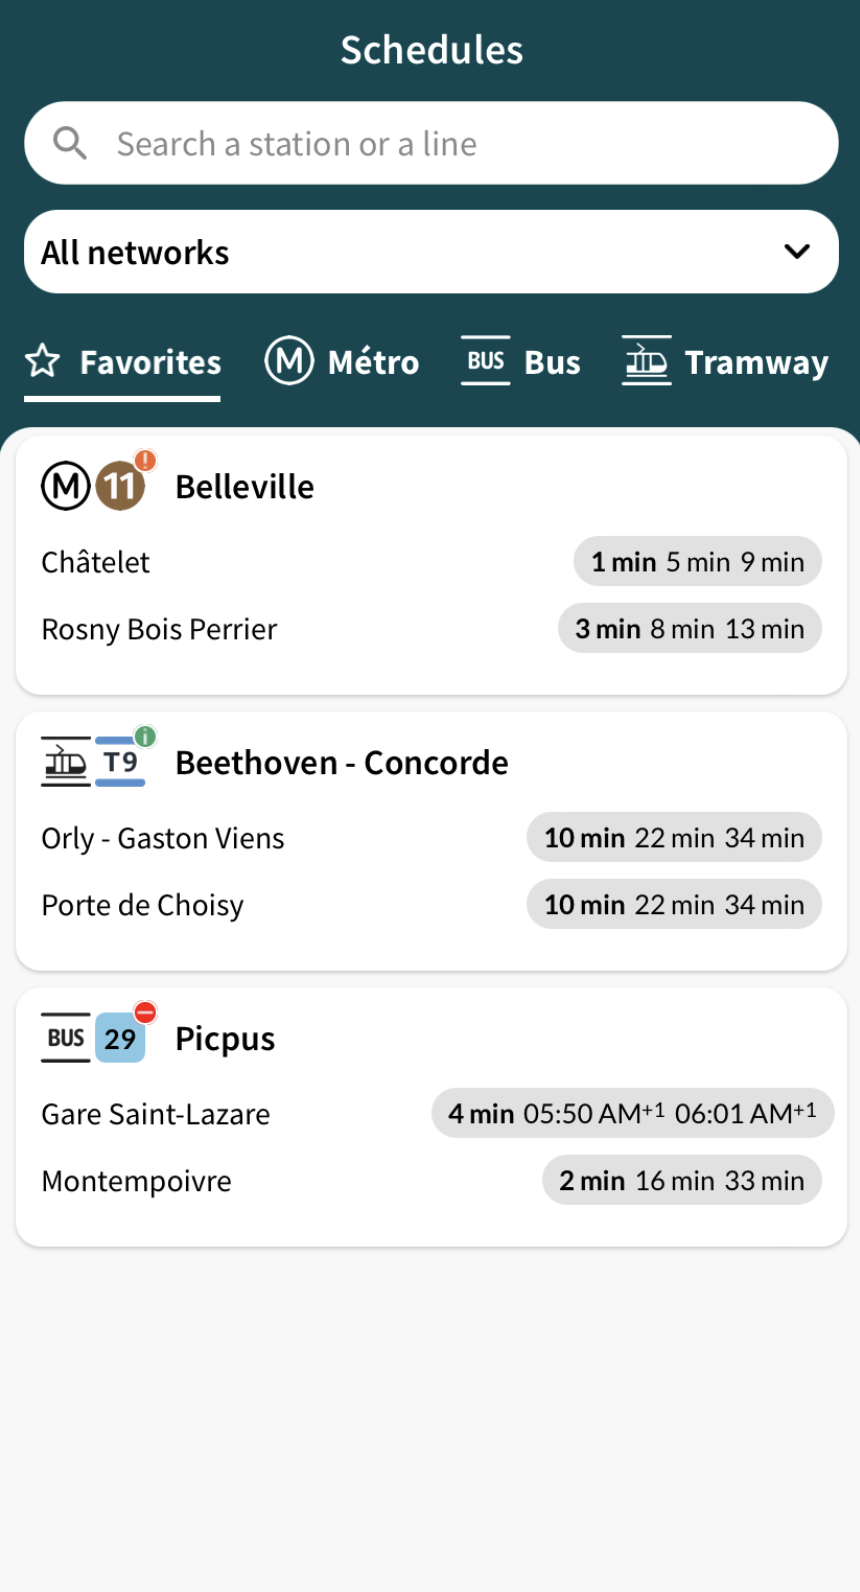 Schedules
Search a station or a line
All networks
Favorites M Métro BUS Bus Tramway
M 11 ! Belleville
Châtelet 1 min 5 min 9 min
Rosny Bois Perrier 3 min 8 min 13 min
T9 i Beethoven - Concorde
Orly - Gaston Viens 10 min 22 min 34 min
Porte de Choisy 10 min 22 min 34 min
BUS 29 Picpus
Gare Saint-Lazare 4 min 05:50 AM+1 06:01 AM+1
Montempoivre 2 min 16 min 33 min